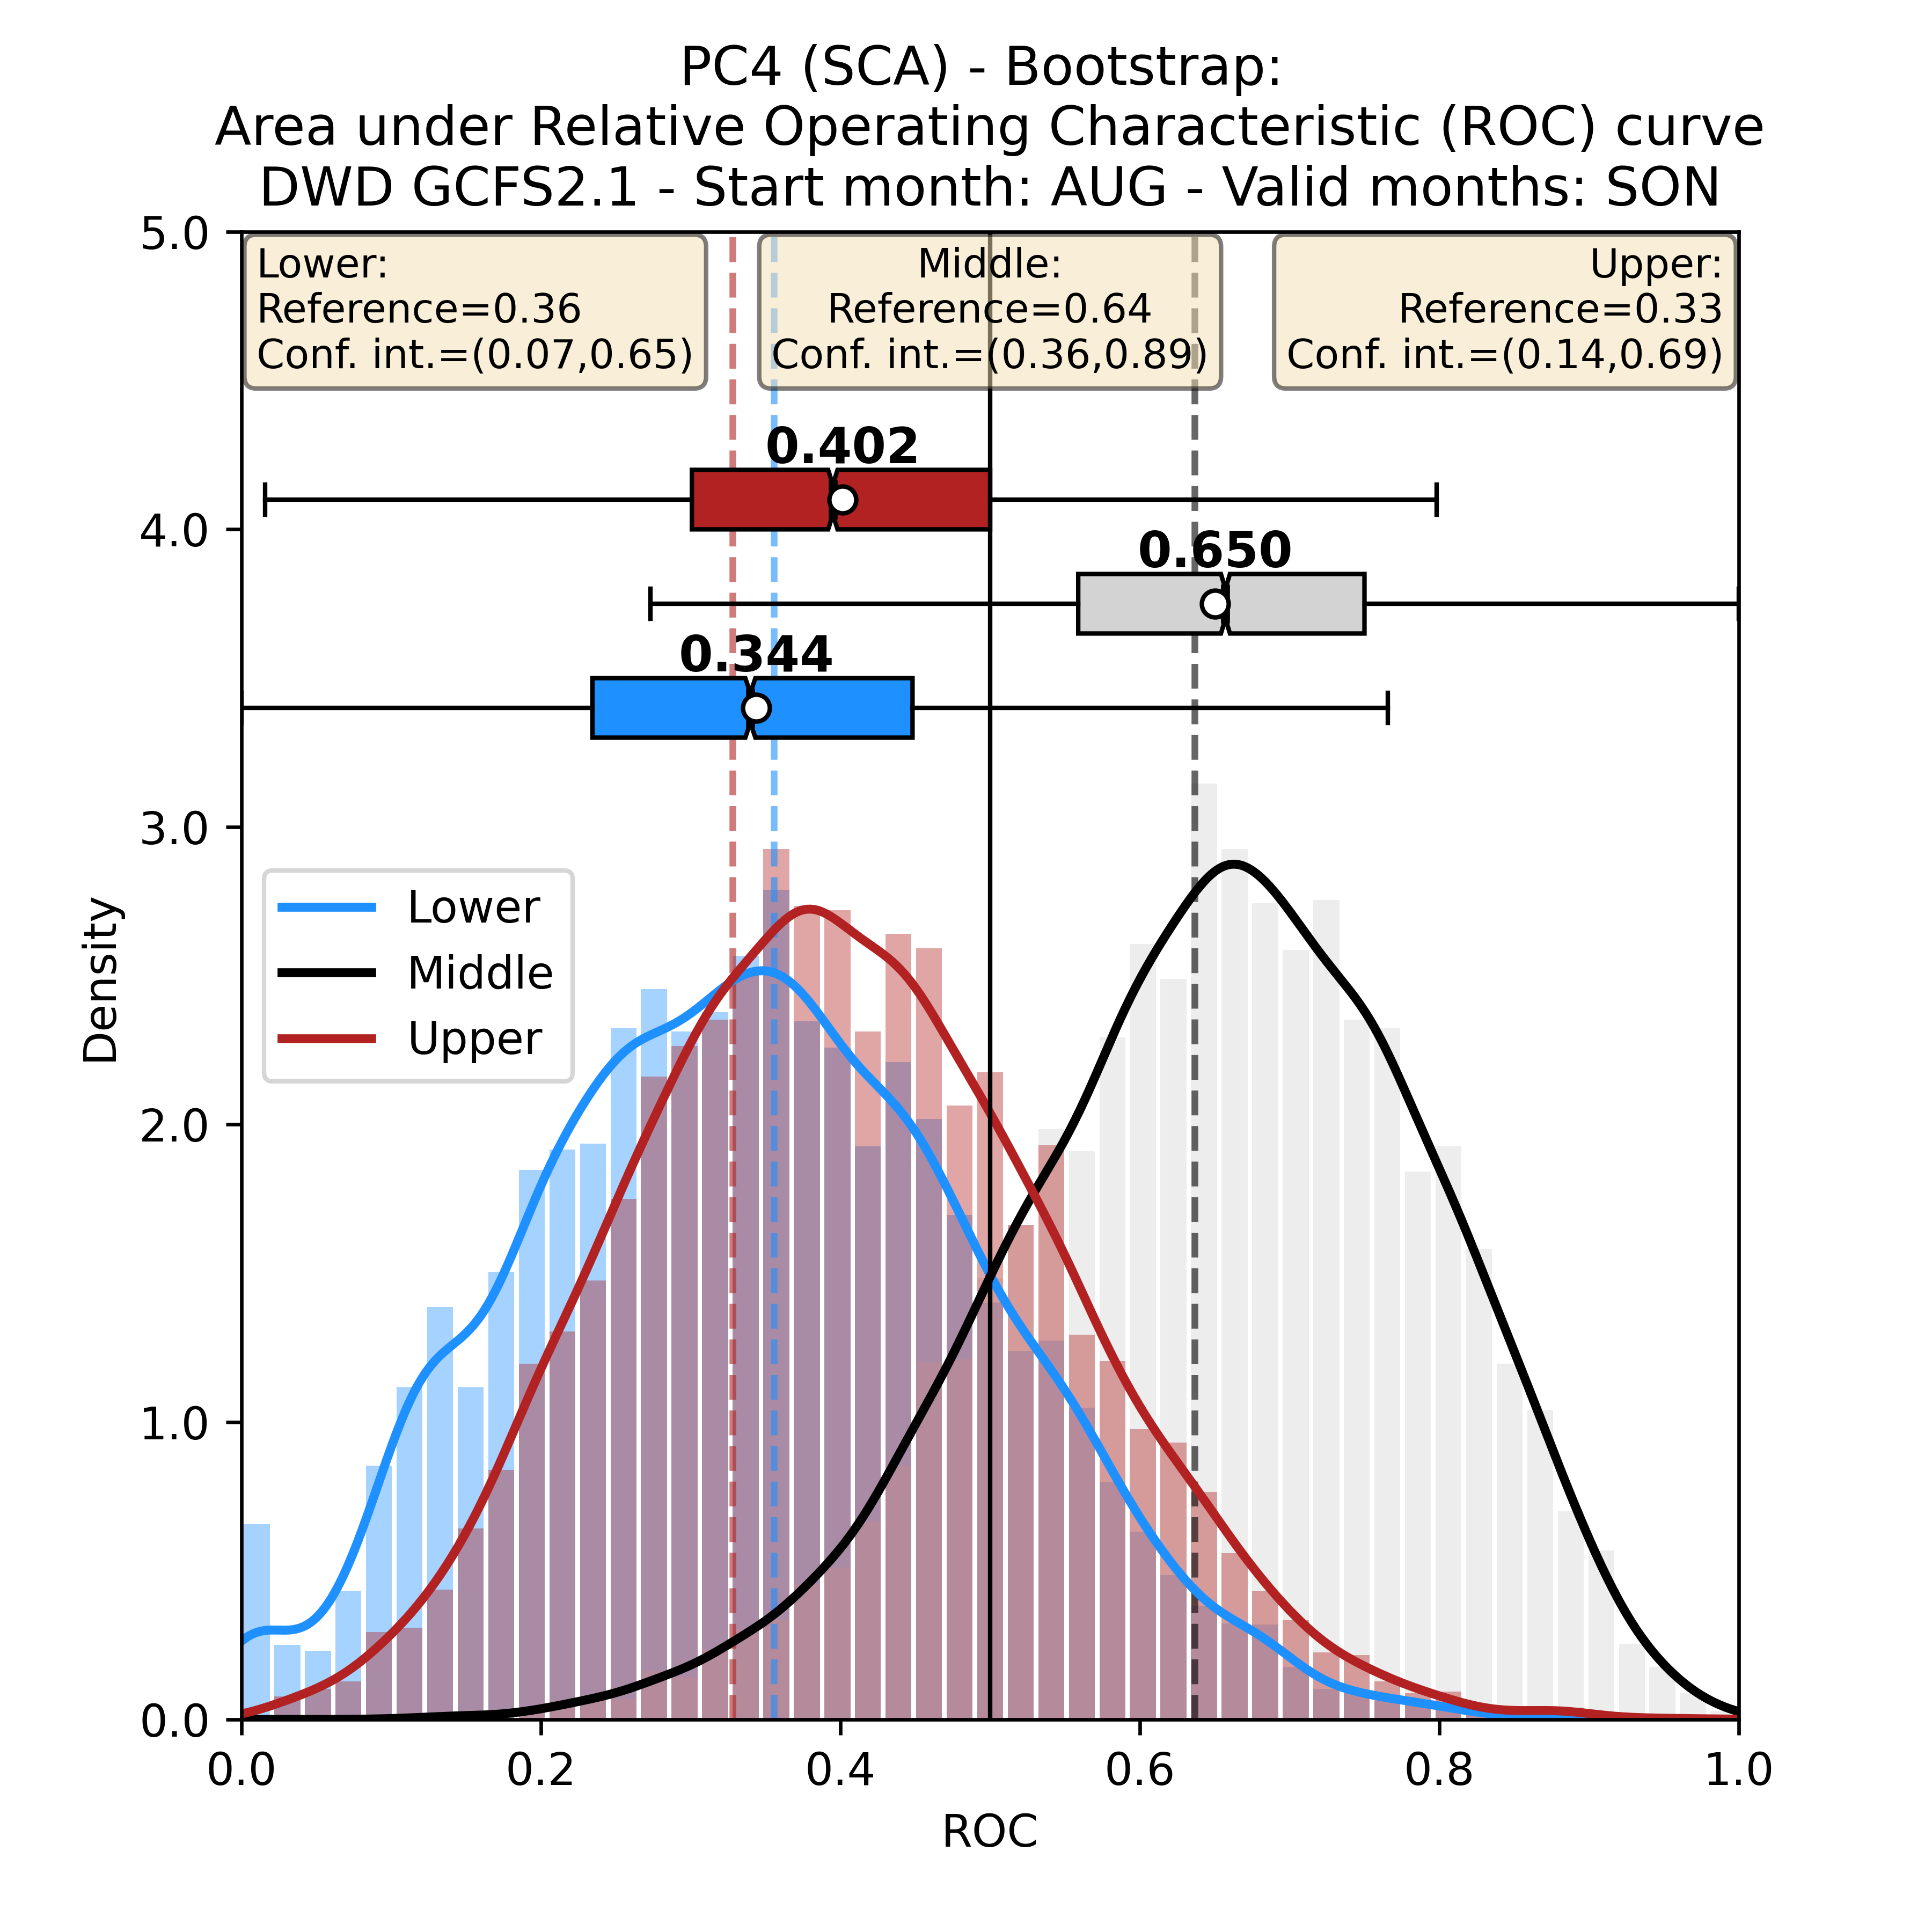 PC4 (SCA) - Bootstrap:
Area under Relative Operating Characteristic (ROC) curve
DWD GCFS2.1 - Start month: AUG - Valid months: SON
5.0
Lower:
Reference=0.36
Conf. int.=(0.07,0.65)
Middle:
Reference=0.64
Conf. int.=(0.36,0.89)
Upper:
Reference=0.33
Conf. int.=(0.14,0.69)
0.402
4.0
0.650
0.344
3.0
Lower
Middle
Upper
Density
2.0
1.0
0.0
0.0
0.2
0.4
0.6
0.8
1.0
ROC